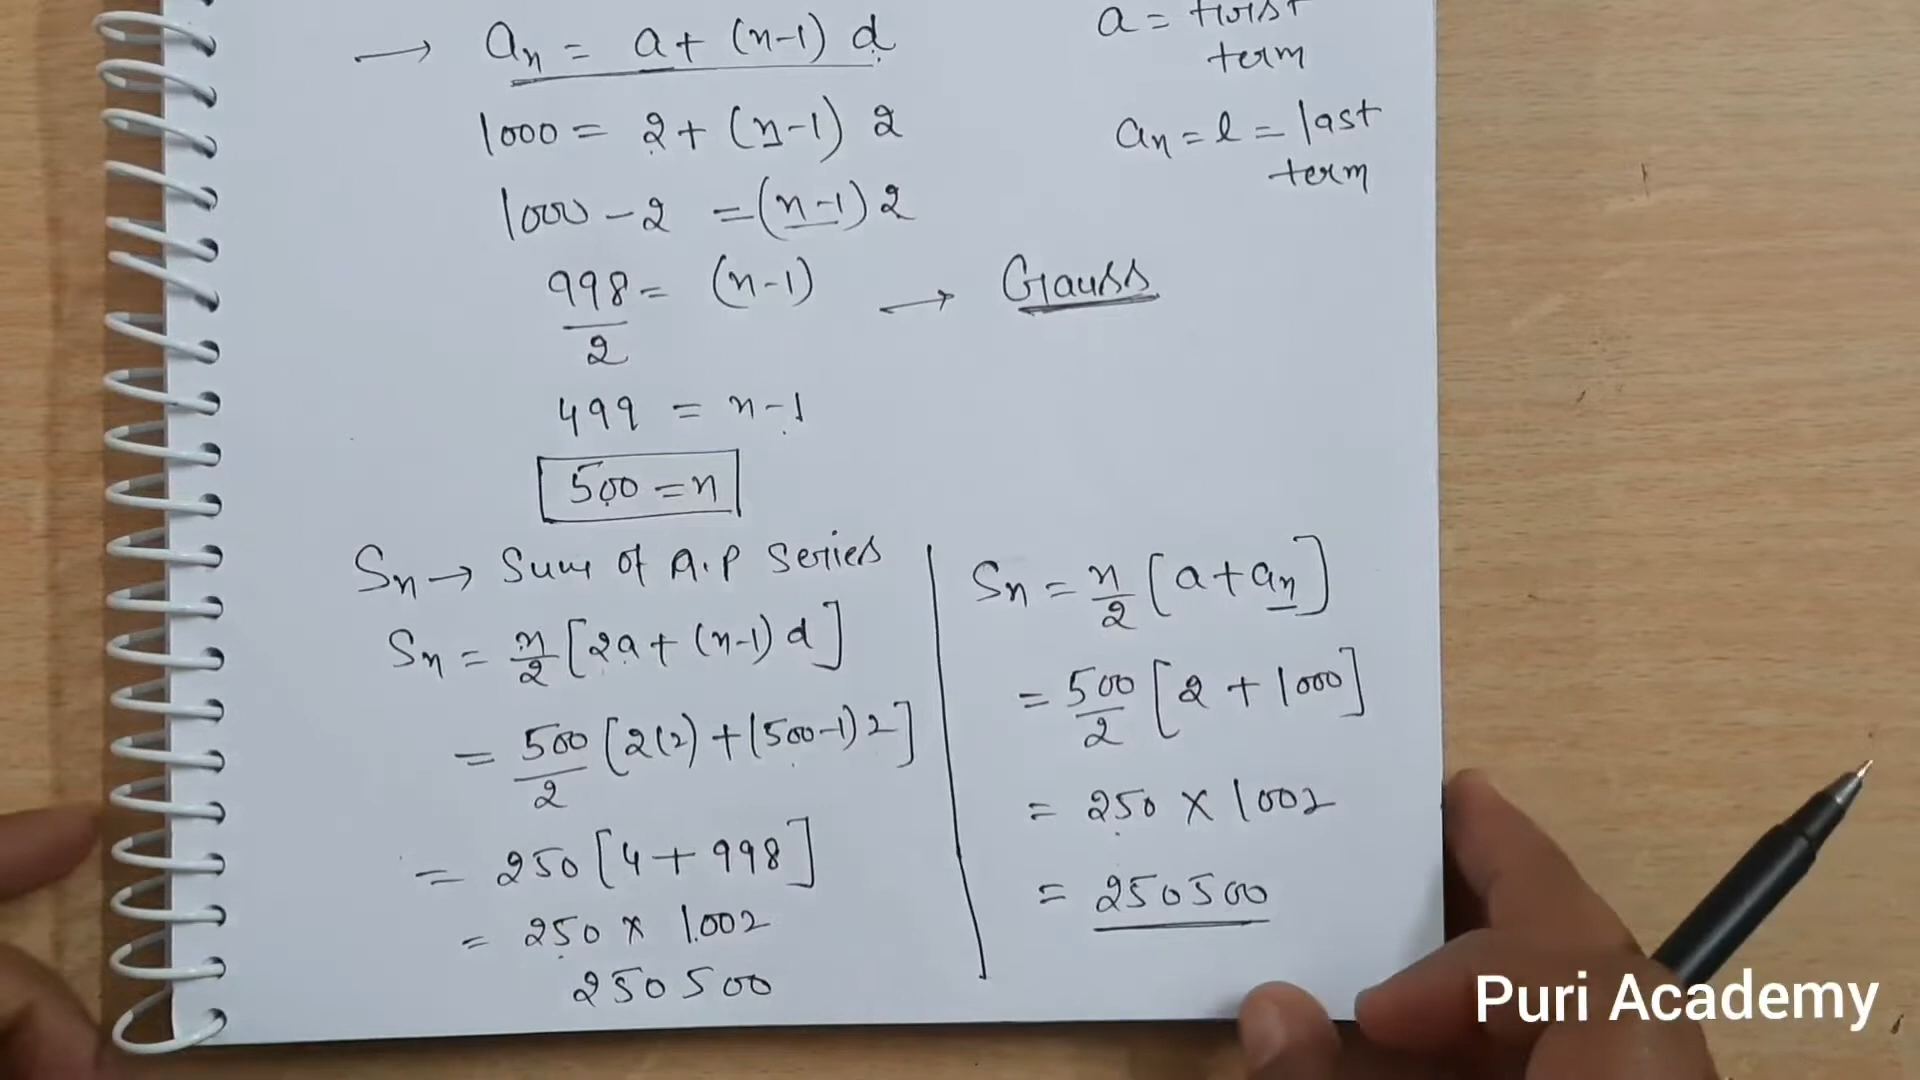 → aₙ = a + (n-1) d
1000 = 2 + (n-1) 2
1000 - 2 = (n-1) 2
998/2 = (n-1)
499 = n-1
500 = n
a = first
term
aₙ = l = last
term
→ Gauss
Sₙ → Sum of A.P Series
Sₙ = n/2 [2a + (n-1) d]
= 500/2 [2(2) + (500-1) 2]
= 250 [4 + 998]
= 250 × 1002
250500
Sₙ = n/2 [a + aₙ]
= 500/2 [2 + 1000]
= 250 × 1002
= 250500
Puri Academy